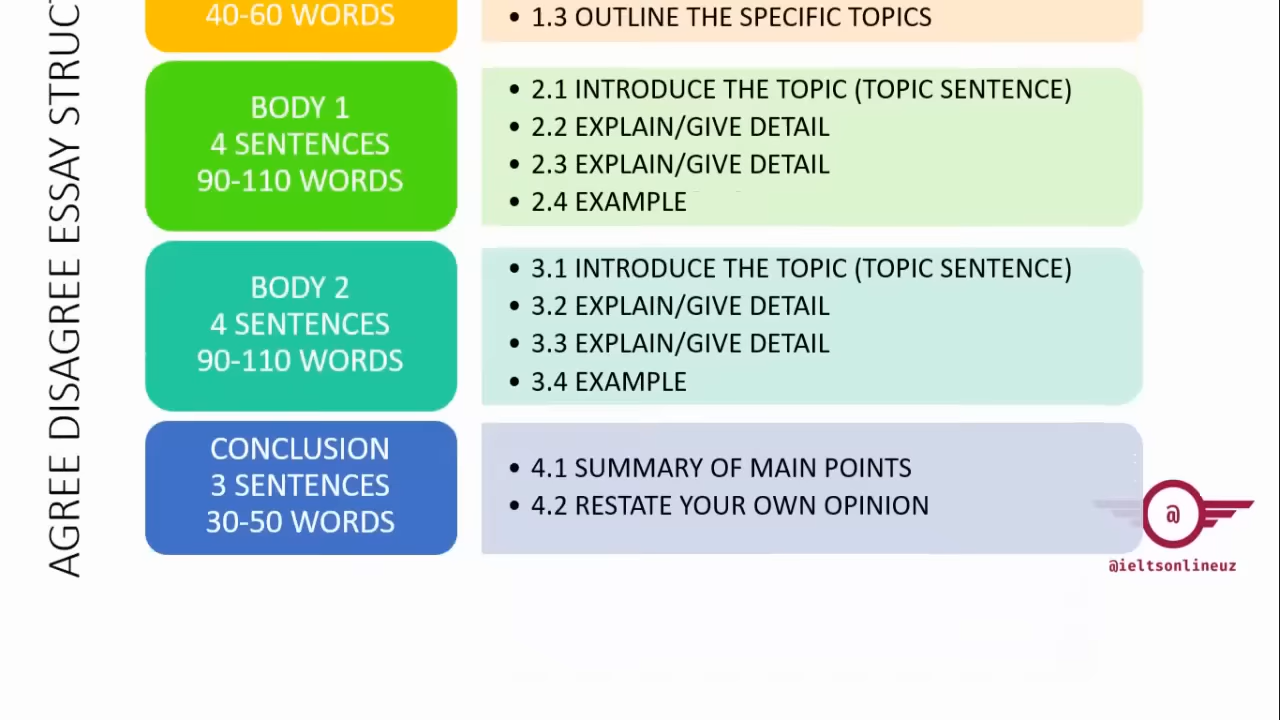 AGREE DISAGREE ESSAY STRUC
40-60 WORDS
• 1.3 OUTLINE THE SPECIFIC TOPICS
BODY 1
4 SENTENCES
90-110 WORDS
• 2.1 INTRODUCE THE TOPIC (TOPIC SENTENCE)
• 2.2 EXPLAIN/GIVE DETAIL
• 2.3 EXPLAIN/GIVE DETAIL
• 2.4 EXAMPLE
BODY 2
4 SENTENCES
90-110 WORDS
• 3.1 INTRODUCE THE TOPIC (TOPIC SENTENCE)
• 3.2 EXPLAIN/GIVE DETAIL
• 3.3 EXPLAIN/GIVE DETAIL
• 3.4 EXAMPLE
CONCLUSION
3 SENTENCES
30-50 WORDS
• 4.1 SUMMARY OF MAIN POINTS
• 4.2 RESTATE YOUR OWN OPINION
@
@ieltsonlineuz